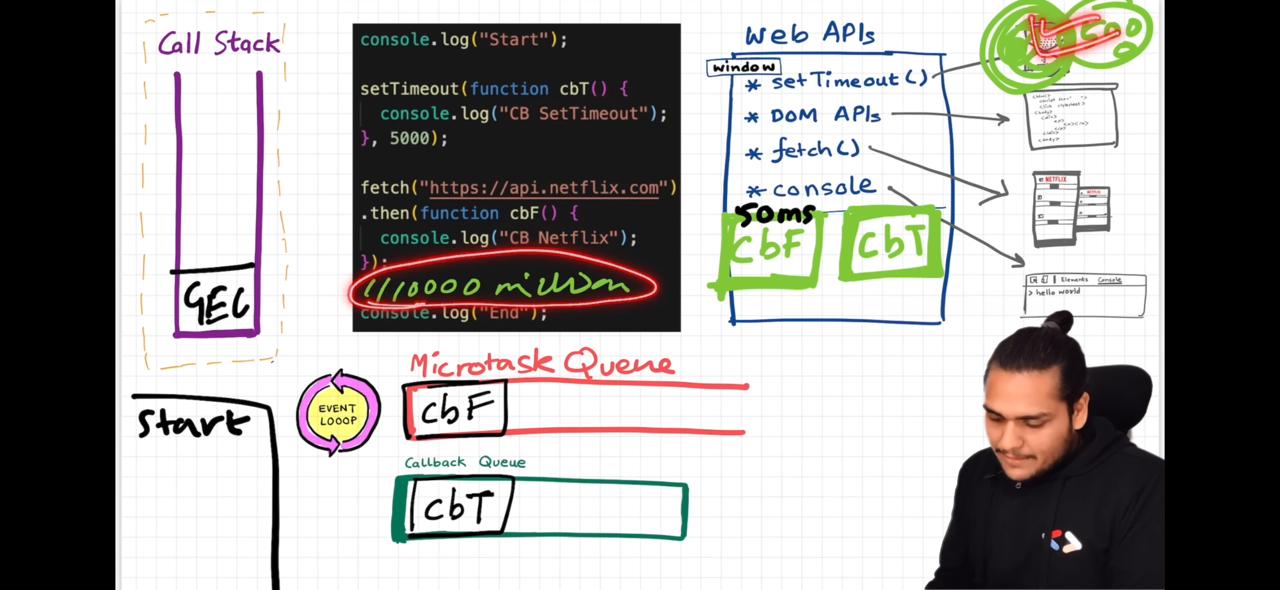 Call Stack
GEC
console.log("Start");
setTimeout(function cbT() {
console.log("CB SetTimeout");
}, 5000);
fetch("https://api.netflix.com")
.then(function cbF() {
console.log("CB Netflix");
});
million
console.log("End");
Web APIs
window
* setTimeout()
* DOM APIs
* fetch()
* console
50ms
CbF
CbT
NETFLIX
Elements Console
> hello world
Start
EVENT
LOOOP
Microtask Queue
cbF
Callback Queue
cbT